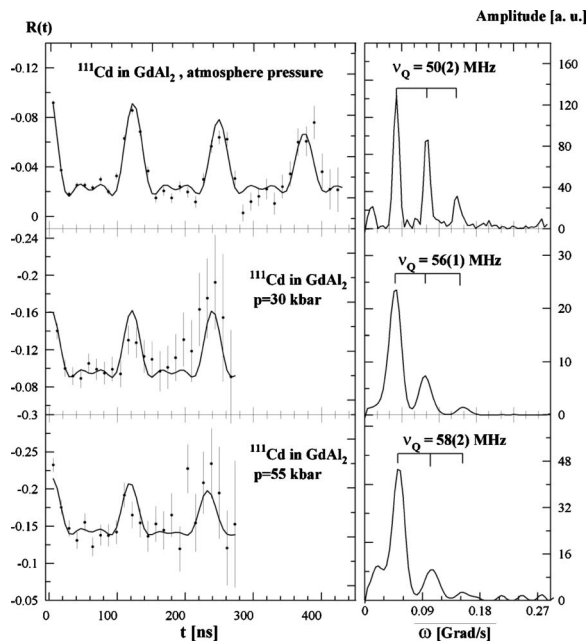 R(t)
Amplitude [a. u.]
¹¹¹Cd in GdAl₂ , atmosphere pressure
-0.12
-0.08
-0.04
0
ν_Q = 50(2) MHz
160
120
80
40
0
-0.24
-0.2
-0.16
-0.12
-0.08
-0.3
¹¹¹Cd in GdAl₂
p=30 kbar
ν_Q = 56(1) MHz
30
20
10
0
-0.25
-0.2
-0.15
-0.1
-0.05
¹¹¹Cd in GdAl₂
p=55 kbar
ν_Q = 58(2) MHz
48
32
16
0
0 100 200 300 400
t [ns]
0 0.09 0.18 0.27
ω [Grad/s]